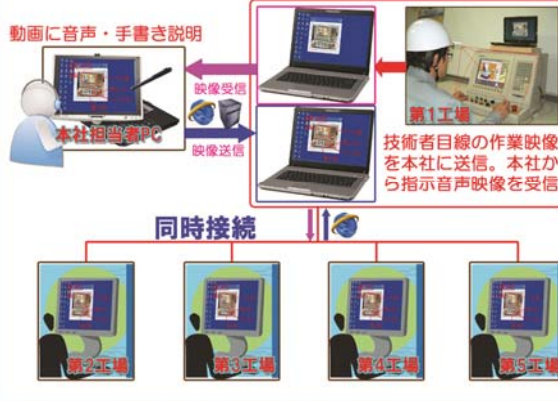 動画に音声・手書き説明
本社担当者PC
映像受信
映像送信
第1工場
技術者目線の作業映像
を本社に送信。本社か
ら指示音声映像を受信
同時接続
第2工場
第3工場
第4工場
第5工場